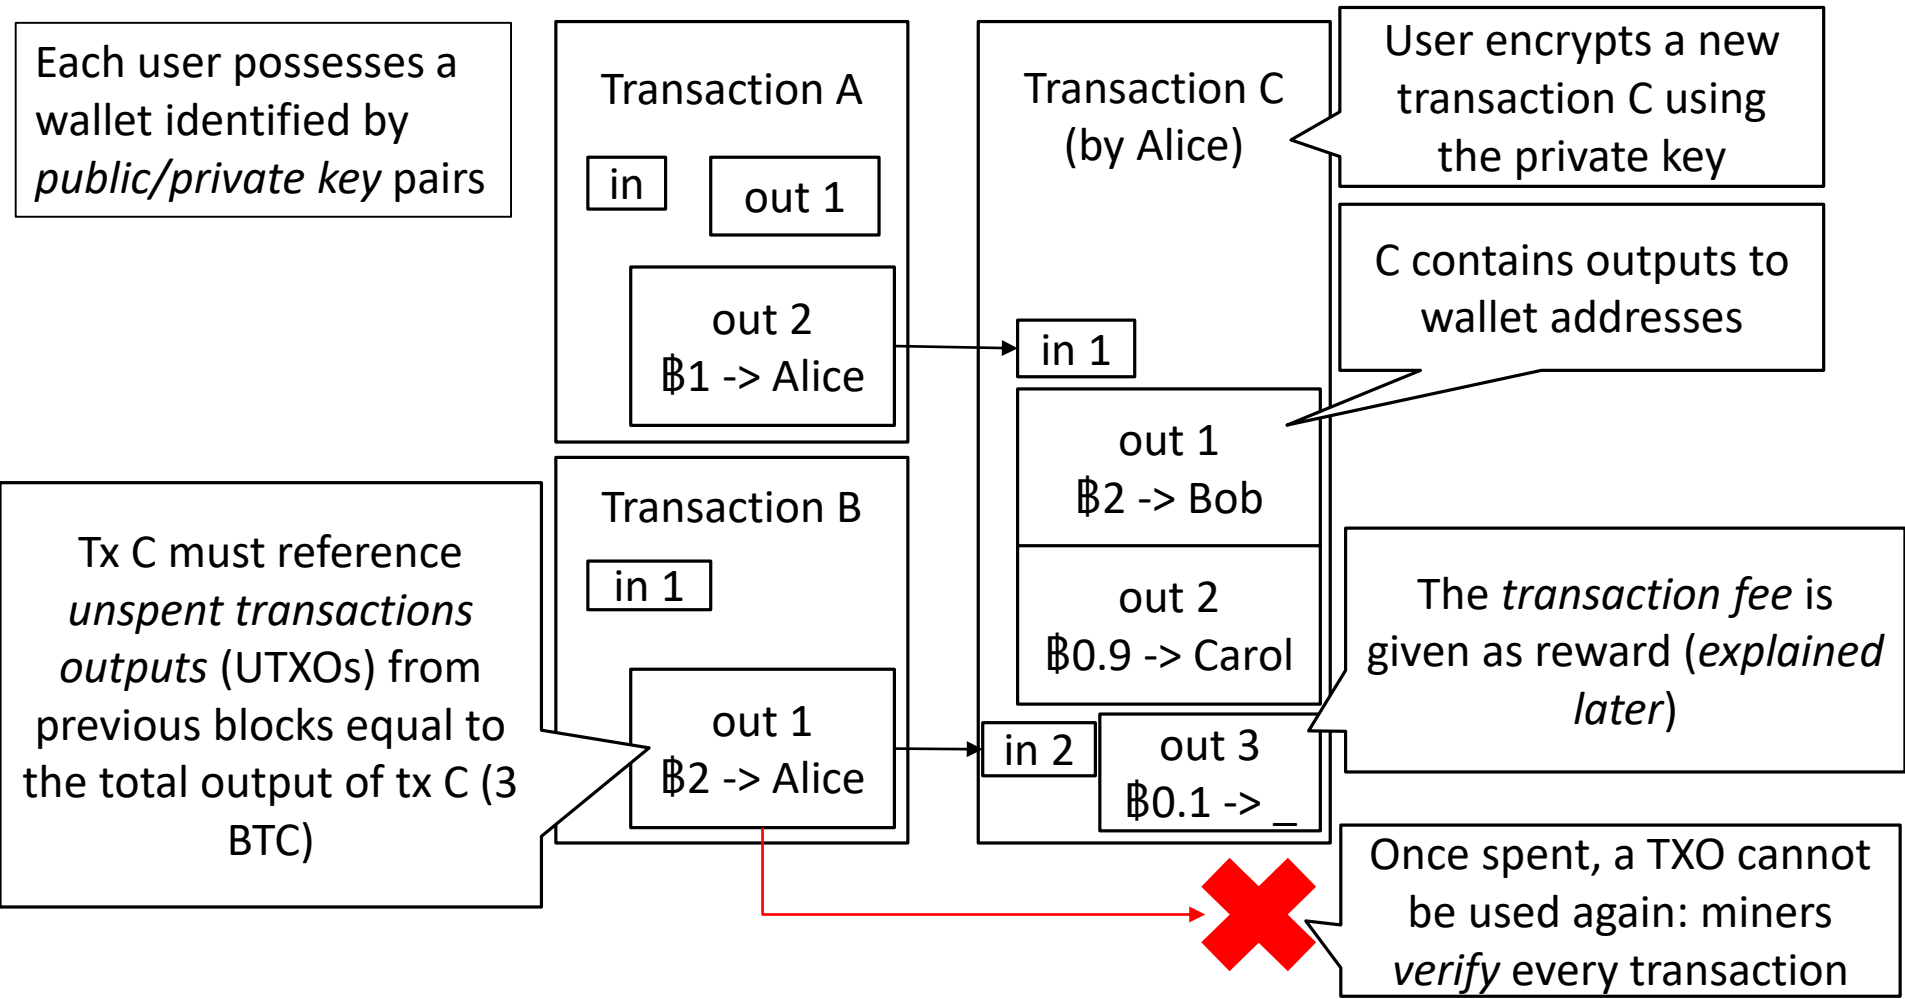 Each user possesses a
wallet identified by
public/private key pairs
Transaction A
in
out 1
out 2
฿1 -> Alice
Transaction B
in 1
out 1
฿2 -> Alice
Tx C must reference
unspent transactions
outputs (UTXOs) from
previous blocks equal to
the total output of tx C (3
BTC)
Transaction C
(by Alice)
in 1
out 1
฿2 -> Bob
out 2
฿0.9 -> Carol
in 2
out 3
฿0.1 -> _
User encrypts a new
transaction C using
the private key
C contains outputs to
wallet addresses
The transaction fee is
given as reward (explained
later)
Once spent, a TXO cannot
be used again: miners
verify every transaction